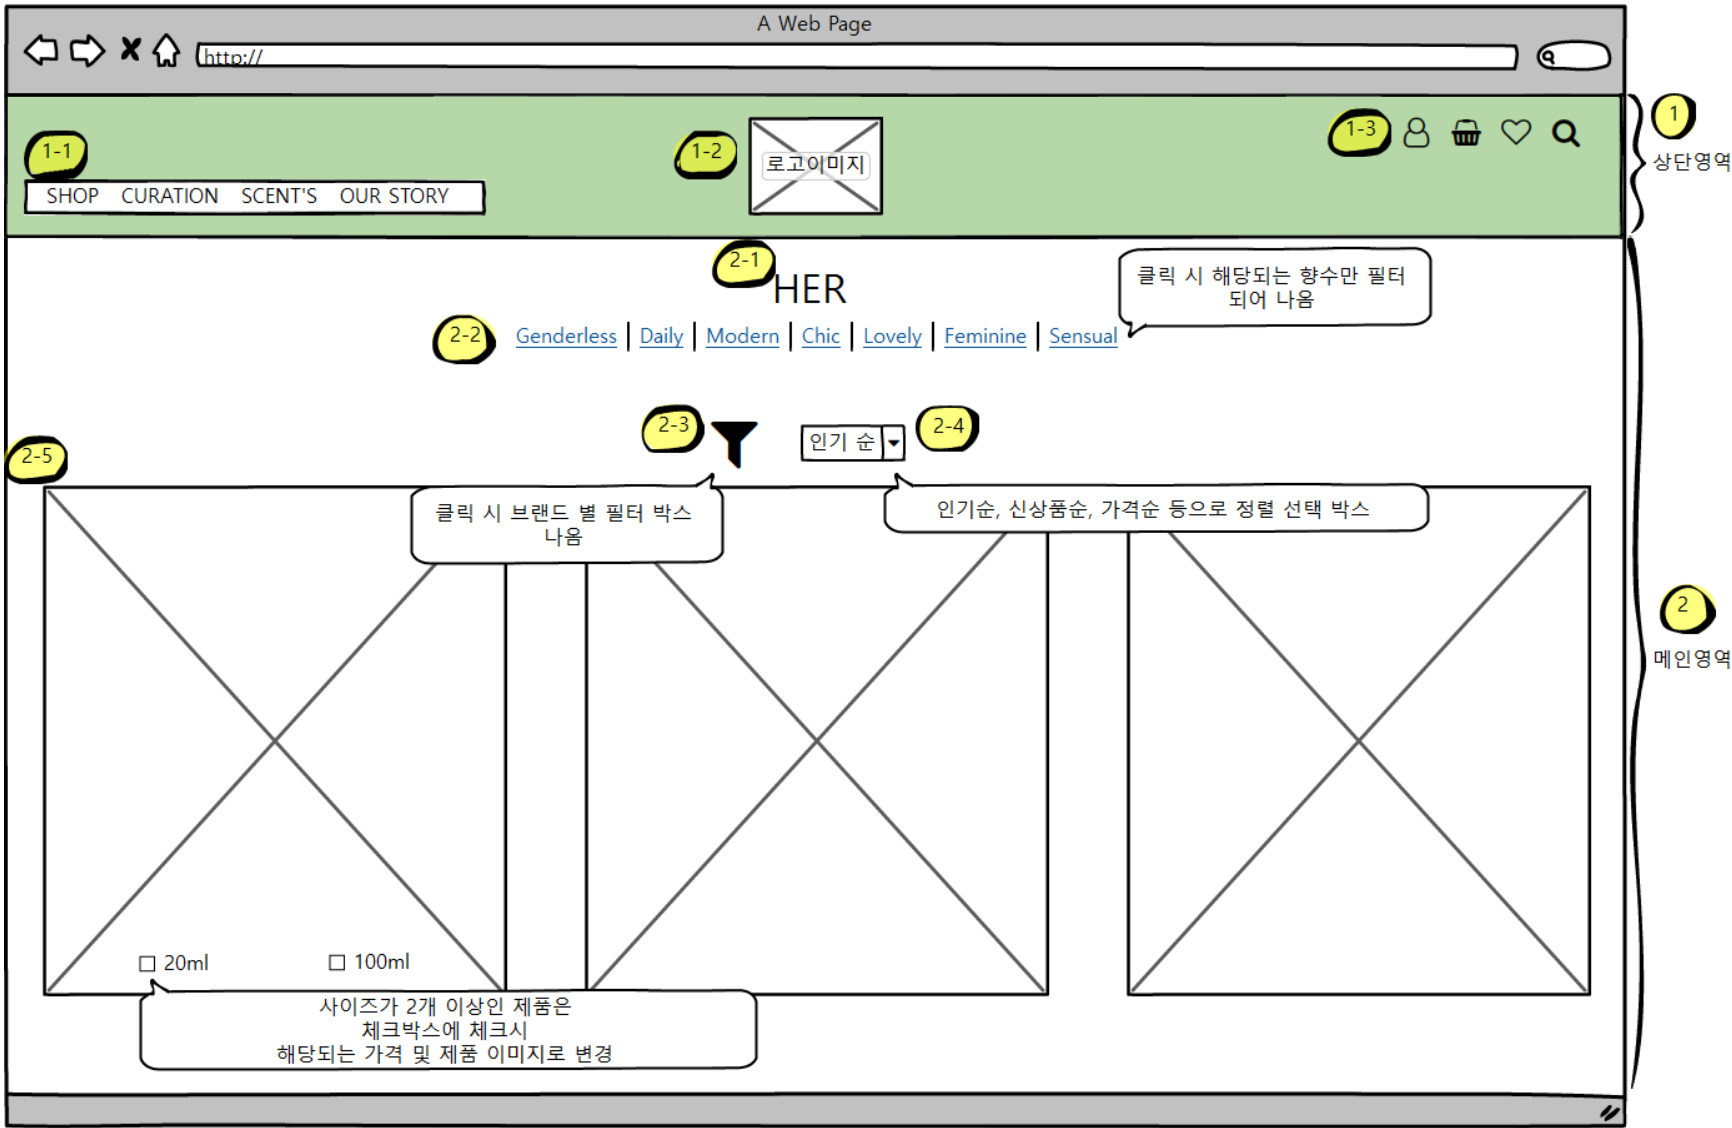 A Web Page
http://
1-1
1-2
1-3
1
로고이미지
상단영역
SHOP CURATION SCENT'S OUR STORY
2-1
HER
클릭 시 해당되는 향수만 필터
되어 나옴
2-2
Genderless Daily Modern Chic Lovely Feminine Sensual
2-3
인기 순
2-4
2-5
클릭 시 브랜드 별 필터 박스
나옴
인기순, 신상품순, 가격순 등으로 정렬 선택 박스
2
메인영역
20ml 100ml
사이즈가 2개 이상인 제품은
체크박스에 체크시
해당되는 가격 및 제품 이미지로 변경